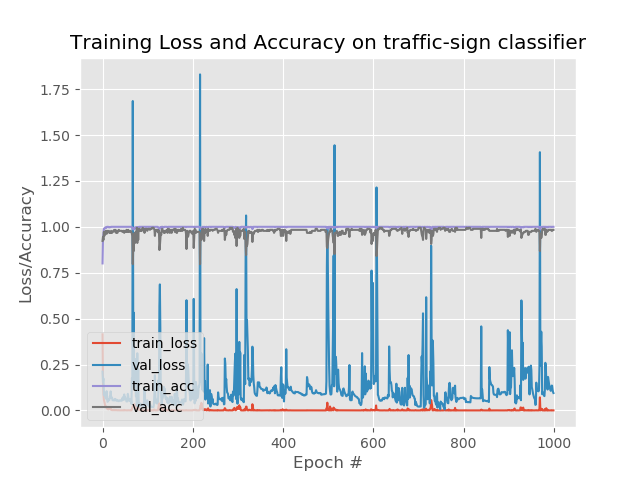 Training Loss and Accuracy on traffic-sign classifier
1.75
1.50
1.25
1.00
0.75
0.50
0.25
0.00
Loss/Accuracy
train_loss
val_loss
train_acc
val_acc
0 200 400 600 800 1000
Epoch #